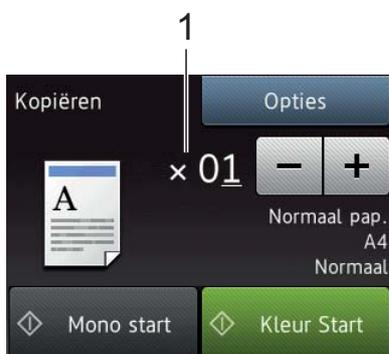 1
Kopiëren
Opties
× 01
− +
A
Normaal pap.
A4
Normaal
Mono start
Kleur Start